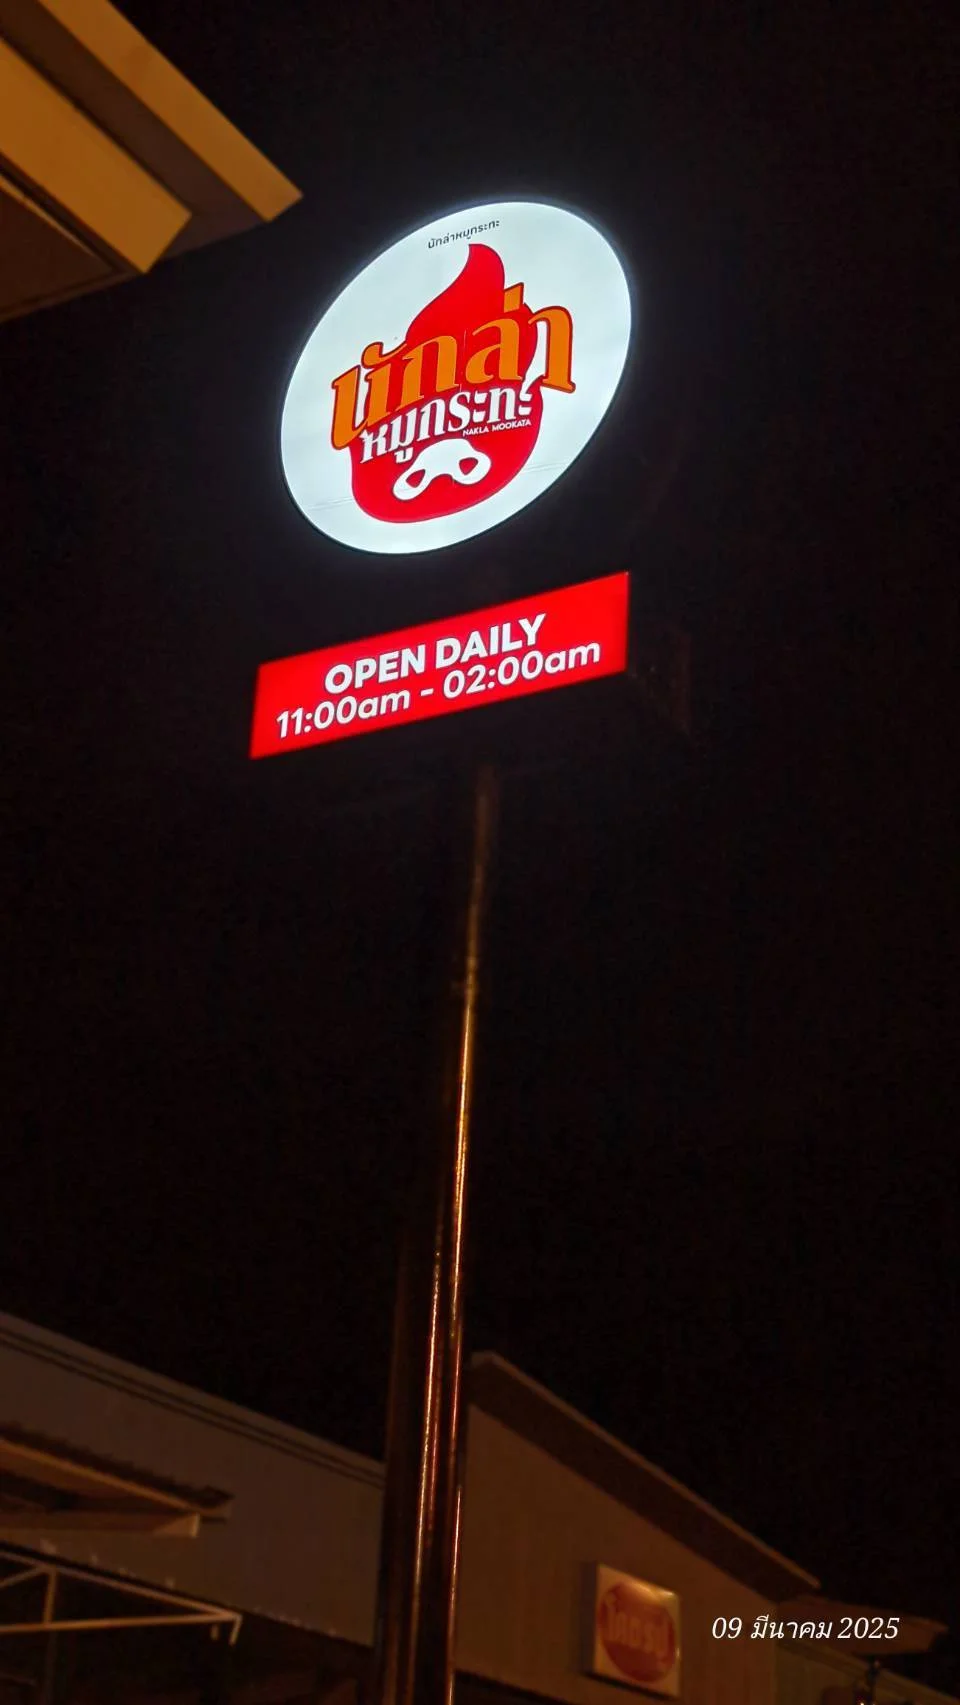 นักล่าหมูกระทะ
นักล่า
หมูกระทะ
NAKLA MOOKATA
OPEN DAILY
11:00am - 02:00am
09 มีนาคม 2025